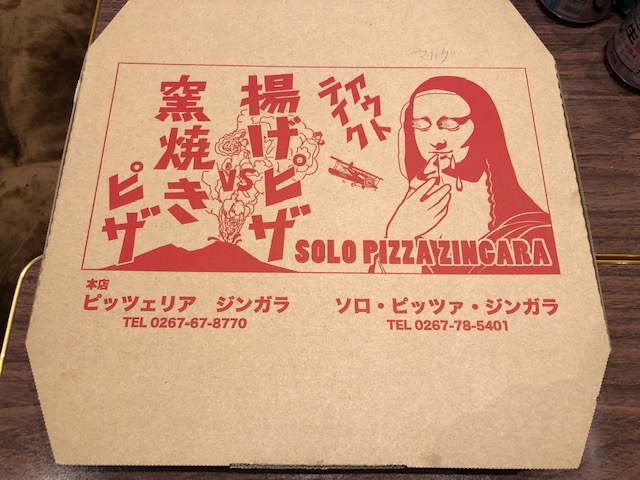 テイクアウト
揚げピザ
VS
窯焼き
ピザ
SOLO PIZZA ZINGARA
本店
ピッツェリア ジンガラ
TEL 0267-67-8770
ソロ・ピッツァ・ジンガラ
TEL 0267-78-5401